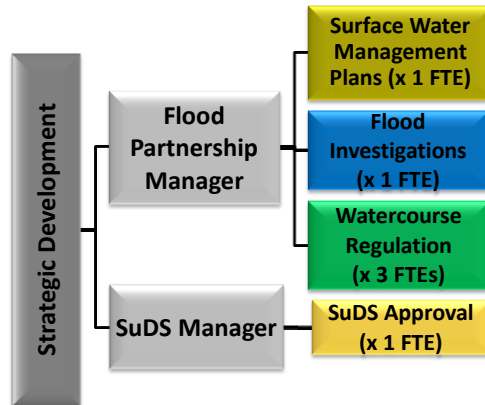 Strategic Development
Flood
Partnership
Manager
SuDS Manager
Surface Water
Management
Plans (x 1 FTE)
Flood
Investigations
(x 1 FTE)
Watercourse
Regulation
(x 3 FTEs)
SuDS Approval
(x 1 FTE)